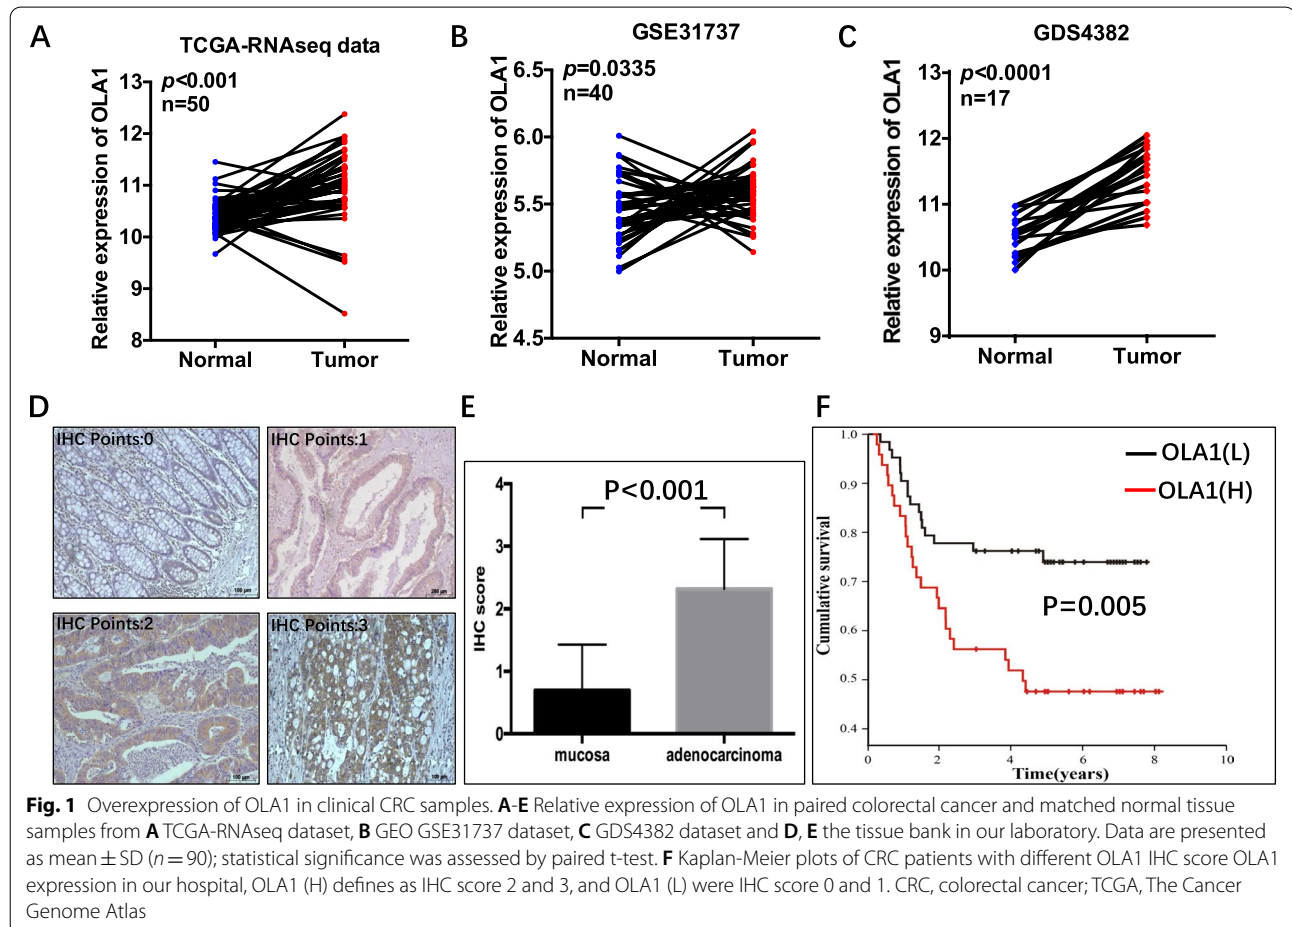 A
TCGA-RNAseq data
p<0.001
n=50
Relative expression of OLA1
13
12
11
10
9
8
Normal
Tumor
B
GSE31737
p=0.0335
n=40
Relative expression of OLA1
6.5
6.0
5.5
5.0
4.5
Normal
Tumor
C
GDS4382
p<0.0001
n=17
Relative expression of OLA1
13
12
11
10
9
Normal
Tumor
D
IHC Points:0
100 μm
IHC Points:1
200 μm
IHC Points:2
100 μm
IHC Points:3
100 μm
E
P<0.001
IHC score
4
3
2
1
0
mucosa
adenocarcinoma
F
OLA1(L)
OLA1(H)
P=0.005
Cumulative survival
1.0
0.9
0.8
0.7
0.6
0.5
0.4
0
2
4
6
8
10
Time(years)
Fig. 1 Overexpression of OLA1 in clinical CRC samples. A-E Relative expression of OLA1 in paired colorectal cancer and matched normal tissue
samples from A TCGA-RNAseq dataset, B GEO GSE31737 dataset, C GDS4382 dataset and D, E the tissue bank in our laboratory. Data are presented
as mean ± SD (n = 90); statistical significance was assessed by paired t-test. F Kaplan-Meier plots of CRC patients with different OLA1 IHC score OLA1
expression in our hospital, OLA1 (H) defines as IHC score 2 and 3, and OLA1 (L) were IHC score 0 and 1. CRC, colorectal cancer; TCGA, The Cancer
Genome Atlas